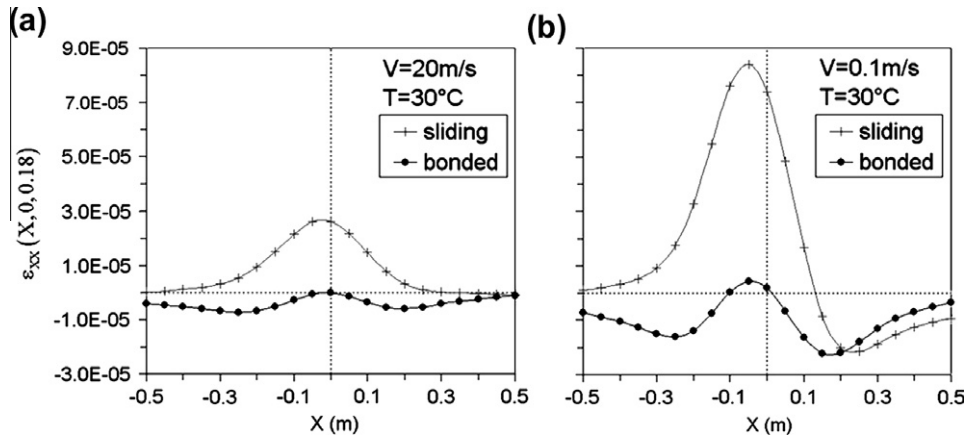 (a)
9.0E-05
7.0E-05
5.0E-05
3.0E-05
1.0E-05
-1.0E-05
-3.0E-05
εXX(X,0,0.18)
V=20m/s
T=30°C
sliding
bonded
-0.5 -0.3 -0.1 0.1 0.3 0.5
X (m)
(b)
V=0.1m/s
T=30°C
sliding
bonded
-0.5 -0.3 -0.1 0.1 0.3 0.5
X (m)